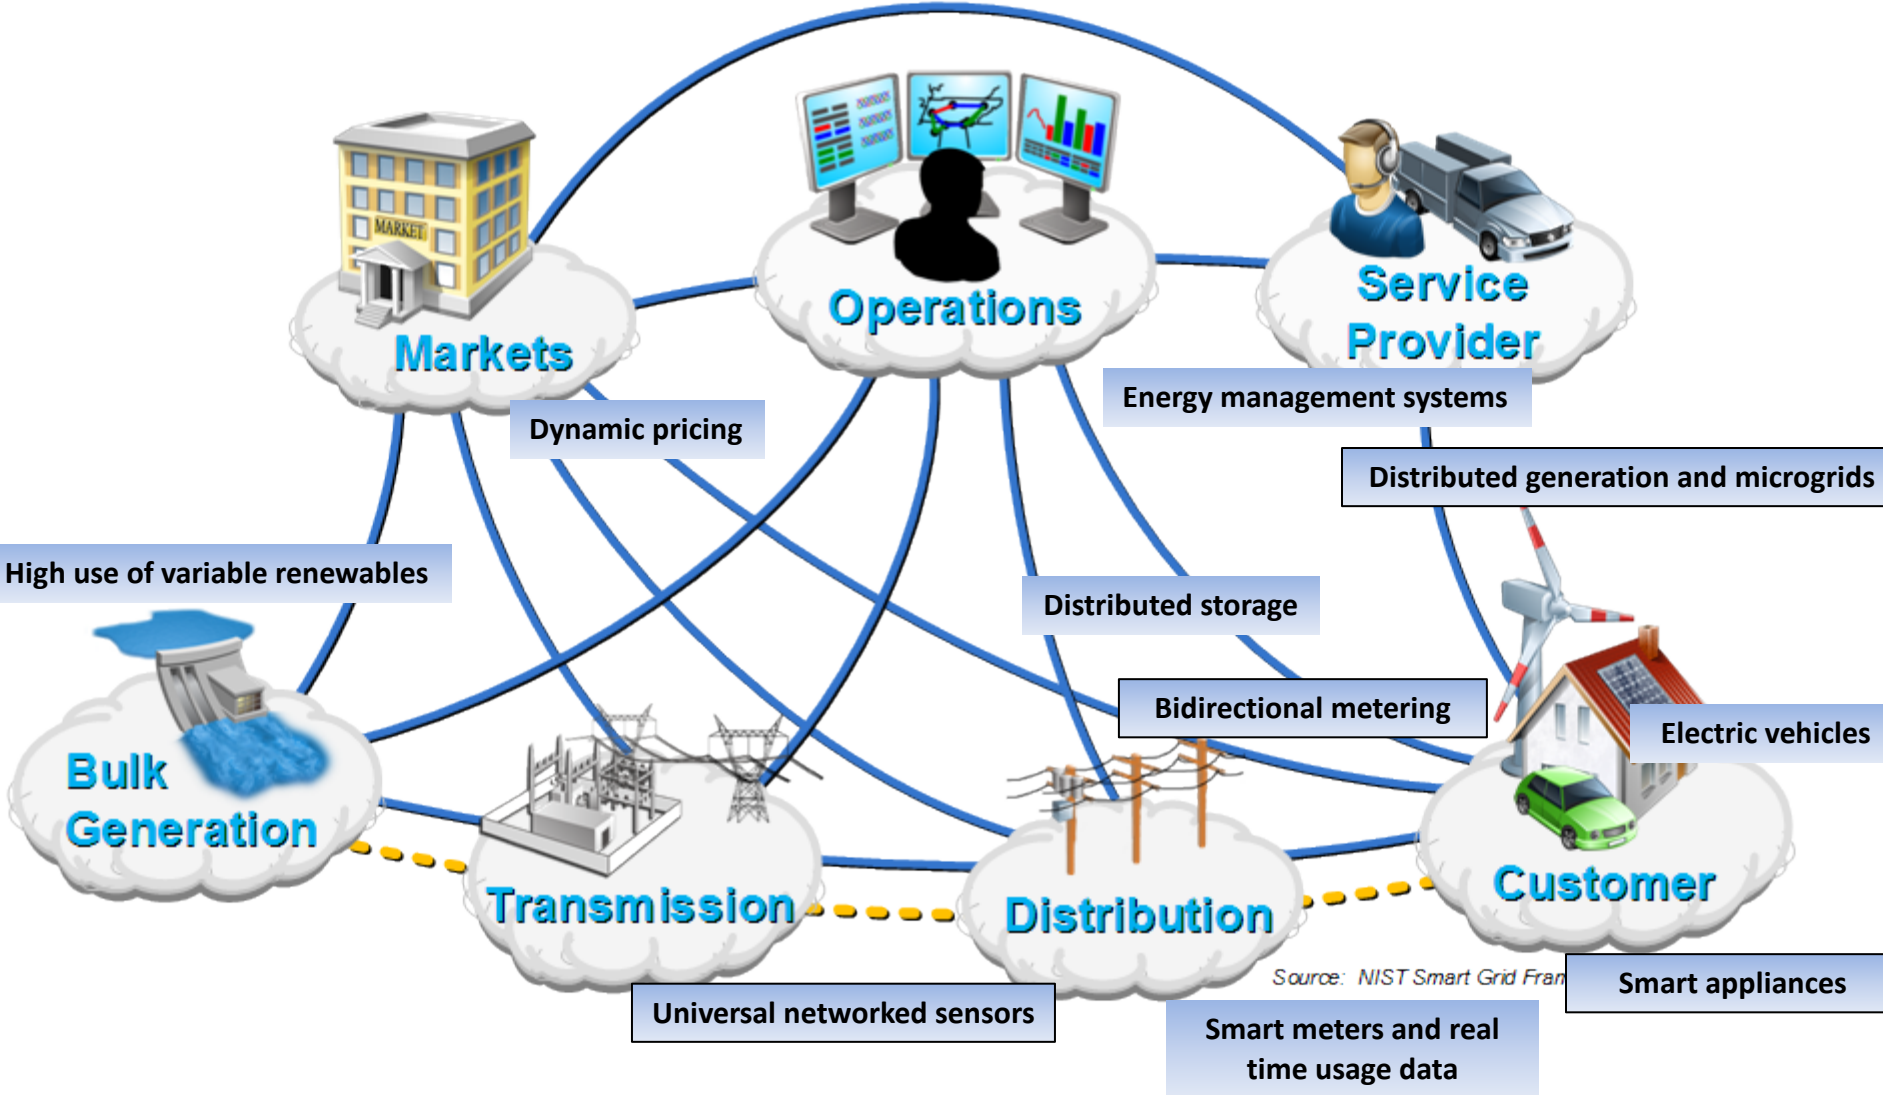 MARKET
Markets
Operations
Service
Provider
Energy management systems
Dynamic pricing
Distributed generation and microgrids
High use of variable renewables
Distributed storage
Bidirectional metering
Electric vehicles
Bulk
Generation
Transmission
Distribution
Customer
Source: NIST Smart Grid
Smart appliances
Universal networked sensors
Smart meters and real
time usage data